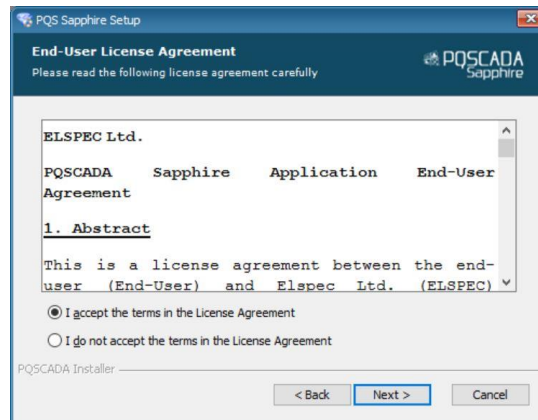 PQS Sapphire Setup
End-User License Agreement
Please read the following license agreement carefully
PQSCADA
Sapphire
ELSPEC Ltd.
PQSCADA Sapphire Application End-User
Agreement
1. Abstract
This is a license agreement between the end-
user (End-User) and Elspec Ltd. (ELSPEC)
I accept the terms in the License Agreement
I do not accept the terms in the License Agreement
PQSCADA Installer
< Back
Next >
Cancel